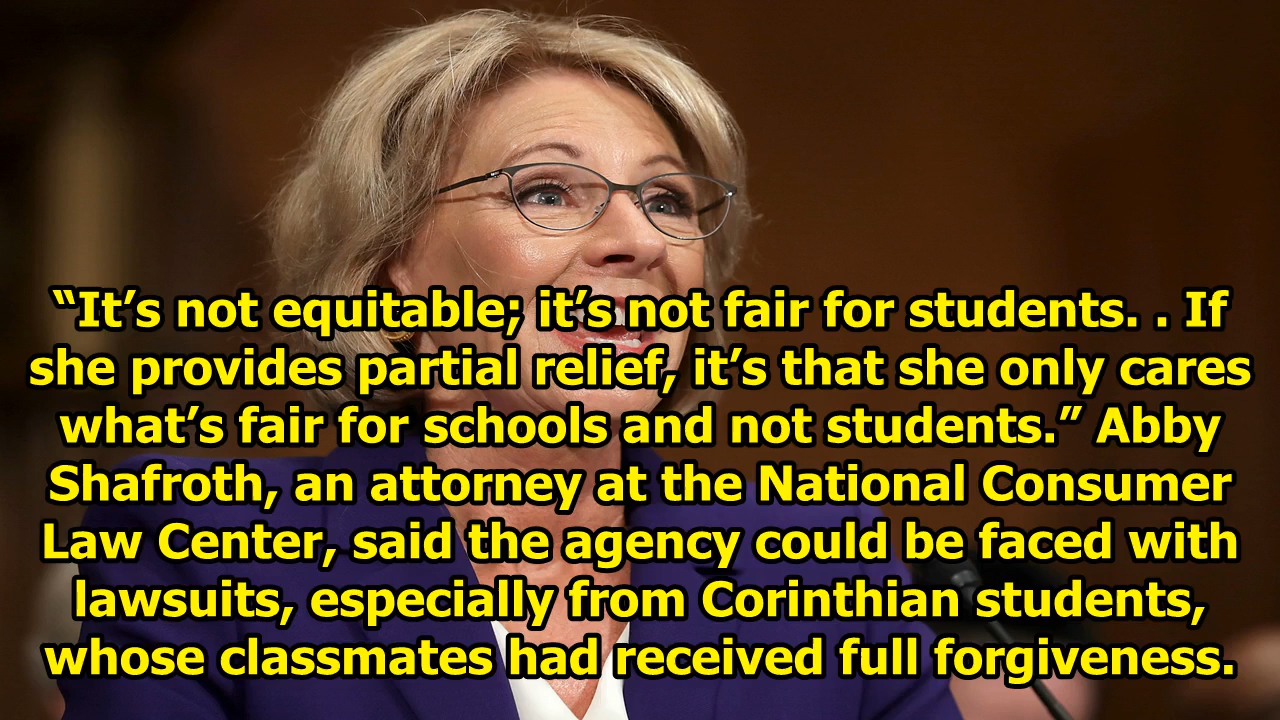 “It’s not equitable; it’s not fair for students. . If
she provides partial relief, it’s that she only cares
what’s fair for schools and not students.” Abby
Shafroth, an attorney at the National Consumer
Law Center, said the agency could be faced with
lawsuits, especially from Corinthian students,
whose classmates had received full forgiveness.